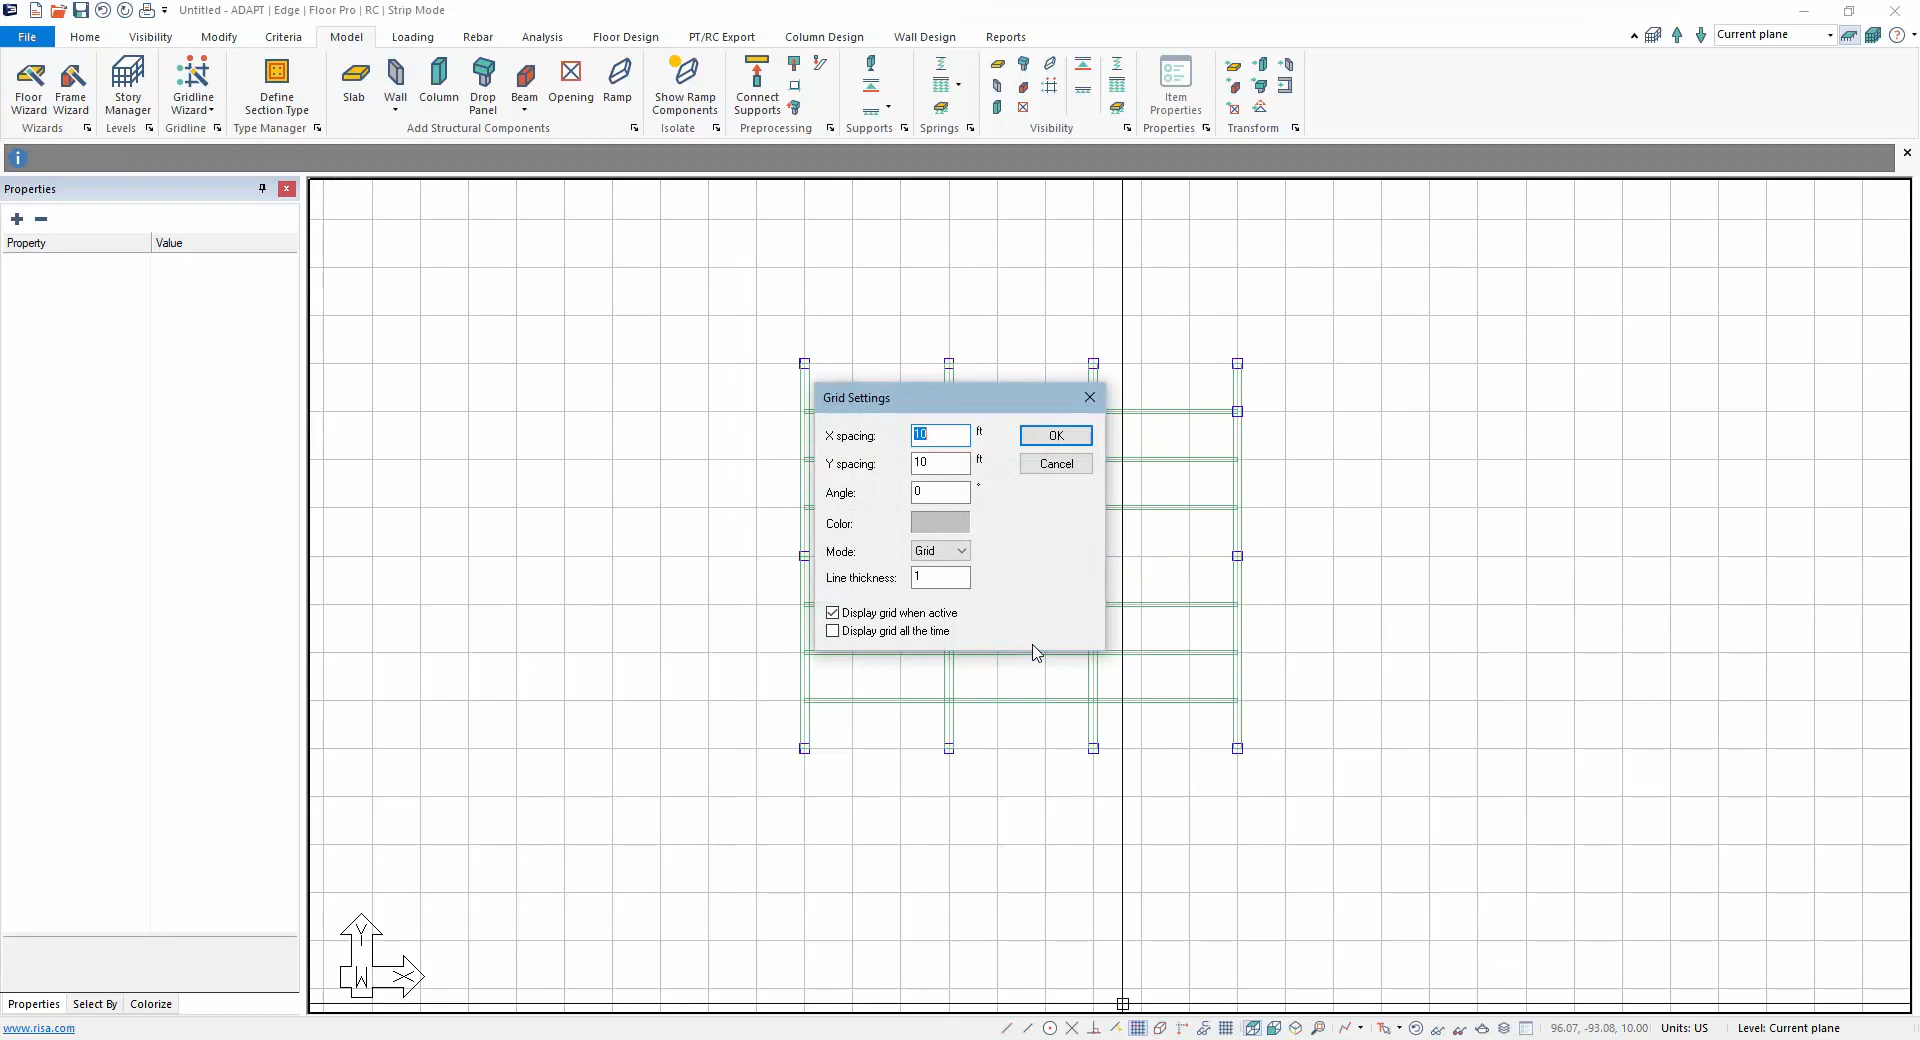 Untitled - ADAPT | Edge | Floor Pro | RC | Strip Mode
File Home Visibility Modify Criteria Model Loading Rebar Analysis Floor Design PT/RC Export Column Design Wall Design Reports Current plane
Floor Wizard
Frame Wizard
Wizards
Story Manager
Levels
Gridline Wizard
Gridline
Define Section Type
Type Manager
Slab
Wall
Column
Drop Panel
Beam
Opening
Ramp
Add Structural Components
Show Ramp Components
Isolate
Connect Supports
Preprocessing
Supports
Springs
Visibility
Item Properties
Properties
Transform
Properties
Property Value
Grid Settings
X spacing: 10 ft OK
Y spacing: 10 ft Cancel
Angle: 0 °
Color:
Mode: Grid
Line thickness: 1
Display grid when active
Display grid all the time
Y
W X
Properties Select By Colorize
www.risa.com 96.07, -93.08, 10.00 Units: US Level: Current plane